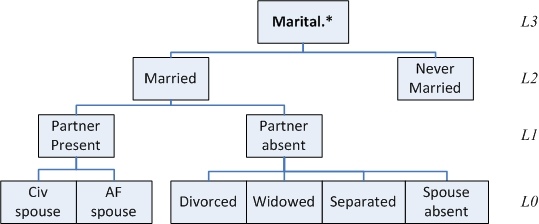 Marital.*
L3
Married
Never
Married
L2
Partner
Present
Partner
absent
L1
Civ
spouse
AF
spouse
Divorced
Widowed
Separated
Spouse
absent
L0